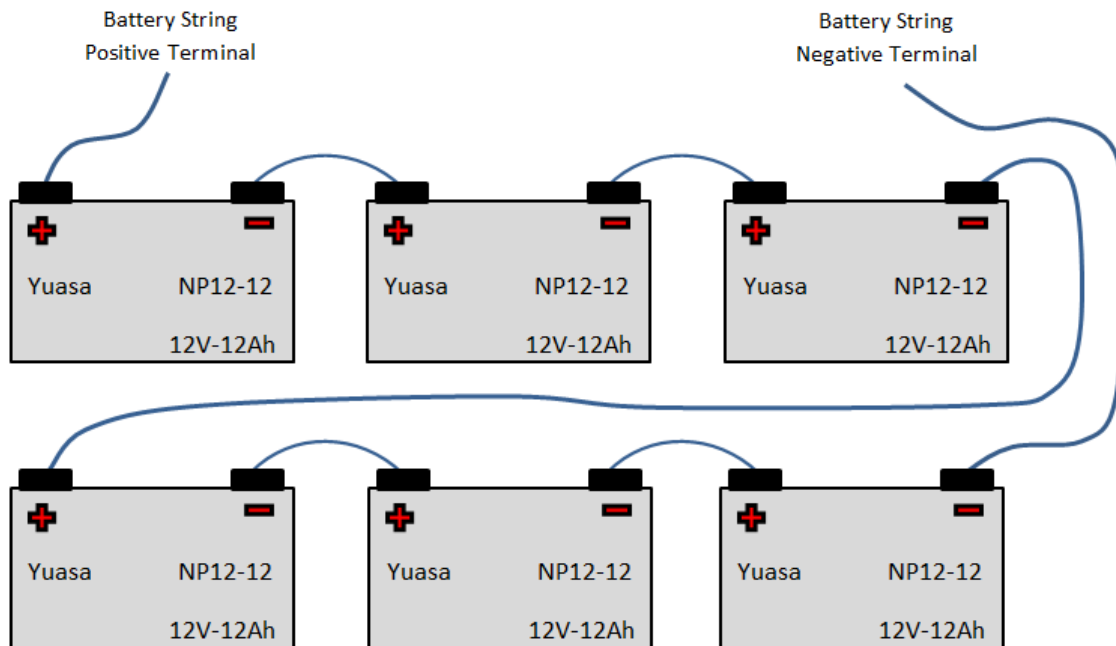 Battery String
Positive Terminal
Battery String
Negative Terminal
Yuasa NP12-12
12V-12Ah
Yuasa NP12-12
12V-12Ah
Yuasa NP12-12
12V-12Ah
Yuasa NP12-12
12V-12Ah
Yuasa NP12-12
12V-12Ah
Yuasa NP12-12
12V-12Ah